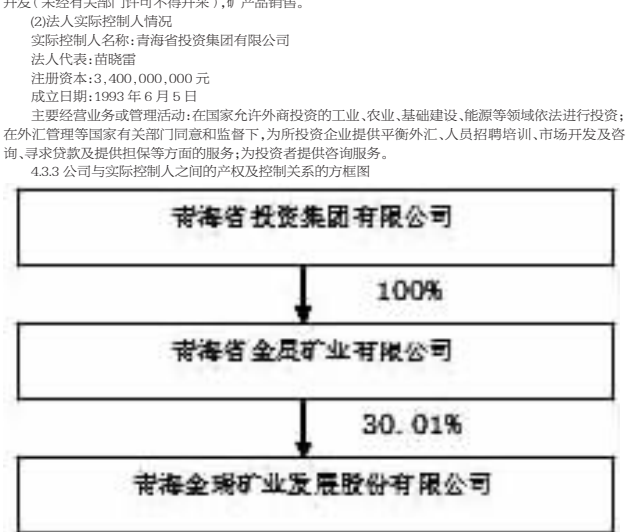 开发(未经有关部门许可不得开采),矿产品销售。
(2)法人实际控制人情况
实际控制人名称:青海省投资集团有限公司
法人代表:苗晓雷
注册资本:3,400,000,000 元
成立日期:1993 年 6 月 5 日
主要经营业务或管理活动:在国家允许外商投资的工业、农业、基础建设、能源等领域依法进行投资;
在外汇管理等国家有关部门同意和监督下,为所投资企业提供平衡外汇、人员招聘培训、市场开发及咨
询、寻求贷款及提供担保等方面的服务;为投资者提供咨询服务。
4.3.3 公司与实际控制人之间的产权及控制关系的方框图
青海省投资集团有限公司
100%
青海省金星矿业有限公司
30.01%
青海金瑞矿业发展股份有限公司